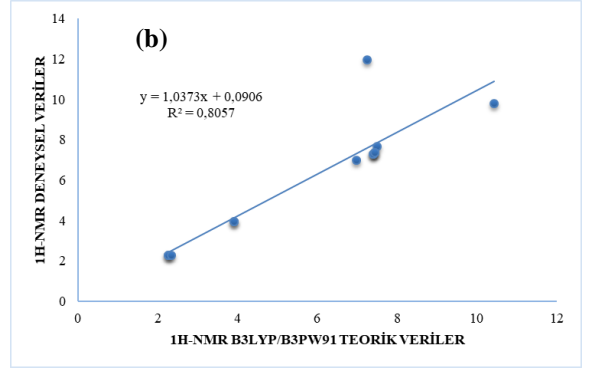 (b)
y = 1,0373x + 0,0906
R² = 0,8057
1H-NMR DENEYSEL VERİLER
14
12
10
8
6
4
2
0
0 2 4 6 8 10 12
1H-NMR B3LYP/B3PW91 TEORİK VERİLER